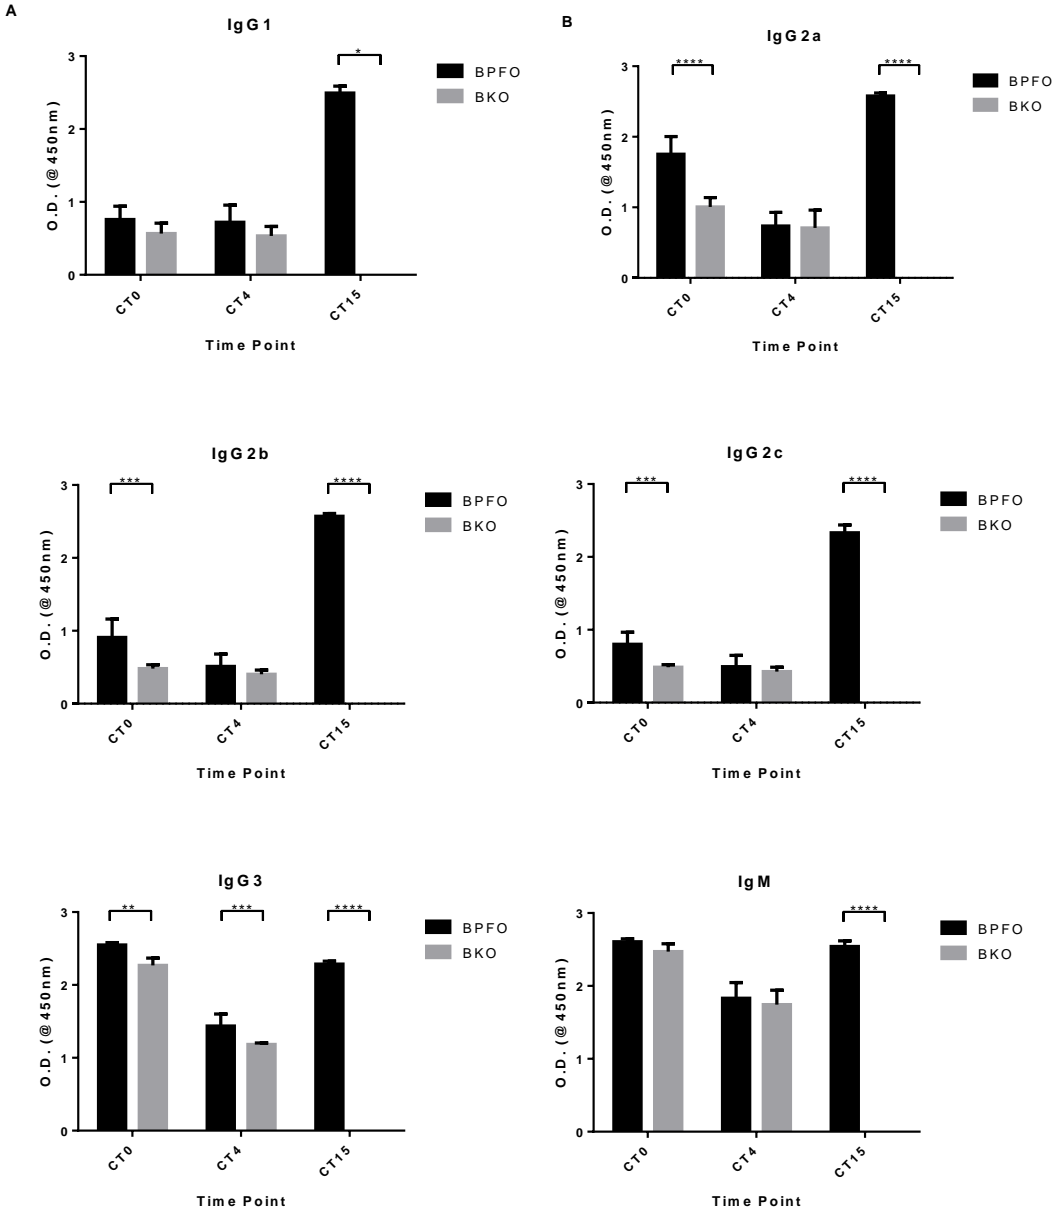 A
IgG1
*
3
2
1
0
O.D. (@450nm)
CT0
CT4
CT15
Time Point
BPFO
BKO
B
IgG2a
****
****
3
2
1
0
O.D. (@450nm)
CT0
CT4
CT15
Time Point
BPFO
BKO
IgG2b
***
****
3
2
1
0
O.D. (@450nm)
CT0
CT4
CT15
Time Point
BPFO
BKO
IgG2c
***
****
3
2
1
0
O.D. (@450nm)
CT0
CT4
CT15
Time Point
BPFO
BKO
IgG3
**
***
****
3
2
1
0
O.D. (@450nm)
CT0
CT4
CT15
Time Point
BPFO
BKO
IgM
****
3
2
1
0
O.D. (@450nm)
CT0
CT4
CT15
Time Point
BPFO
BKO